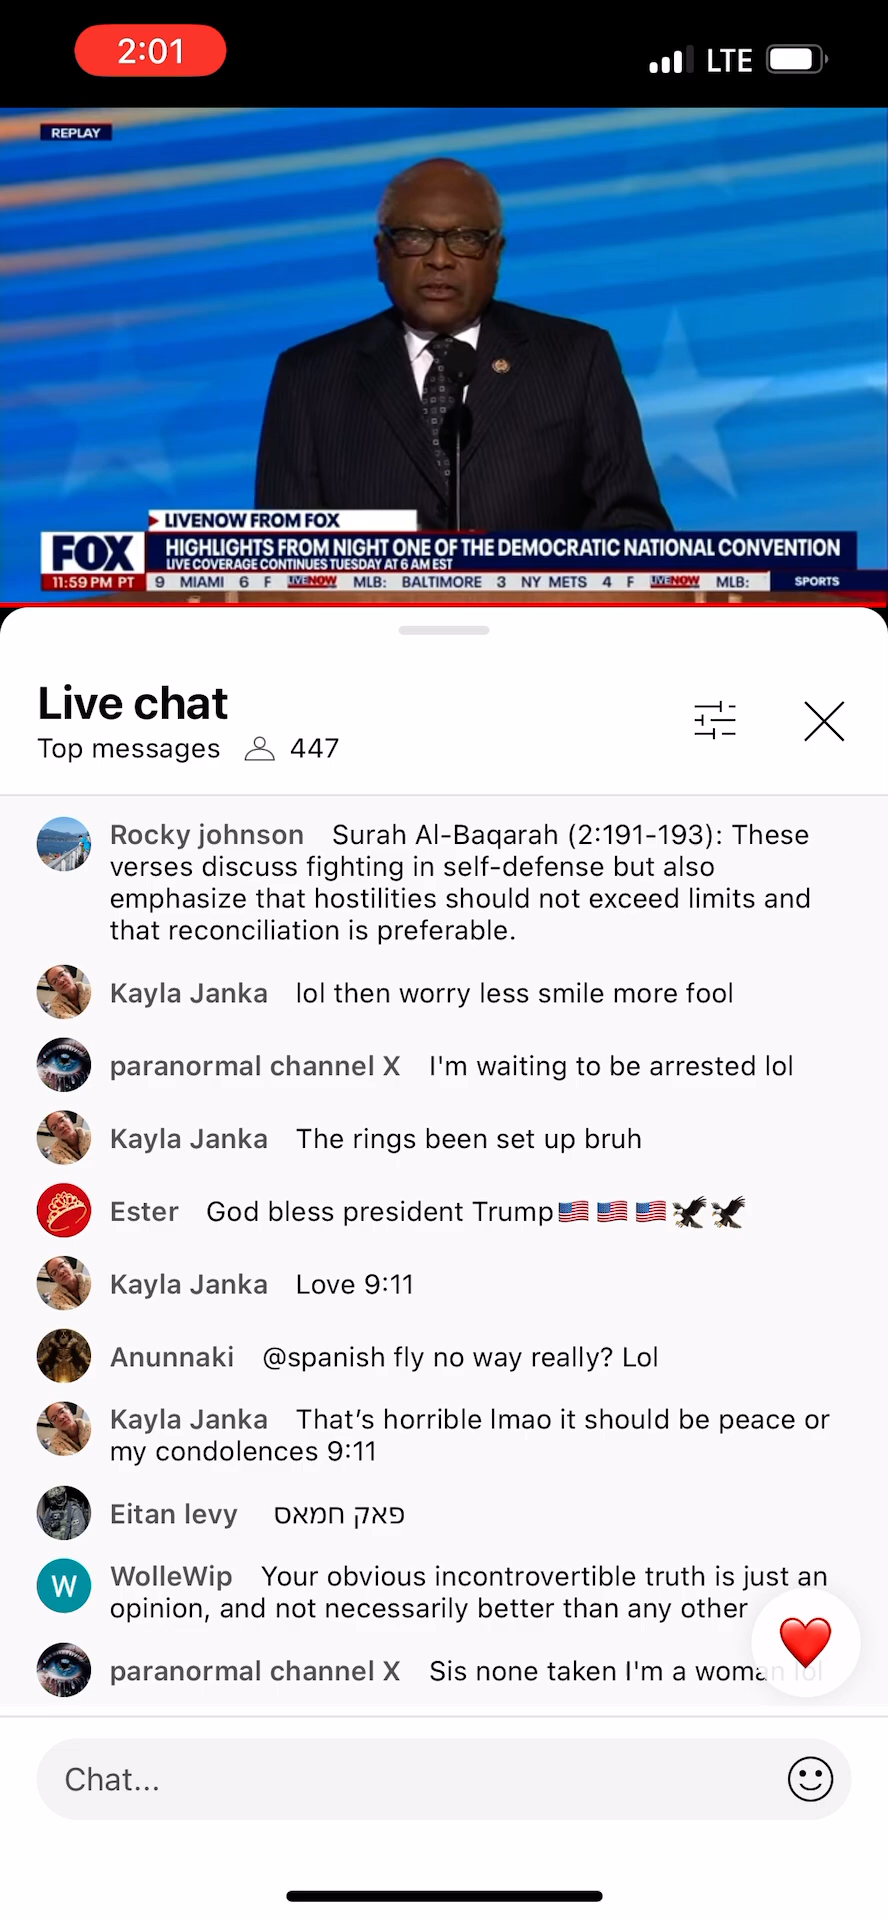 2:01
LTE
REPLAY
LIVENOW FROM FOX
FOX
HIGHLIGHTS FROM NIGHT ONE OF THE DEMOCRATIC NATIONAL CONVENTION
LIVE COVERAGE CONTINUES TUESDAY AT 6 AM EST
11:59 PM PT 9 MIAMI 6 F LIVENOW MLB: BALTIMORE 3 NY METS 4 F LIVENOW MLB: SPORTS
Live chat
Top messages 447
Rocky johnson Surah Al-Baqarah (2:191-193): These
verses discuss fighting in self-defense but also
emphasize that hostilities should not exceed limits and
that reconciliation is preferable.
Kayla Janka lol then worry less smile more fool
paranormal channel X I'm waiting to be arrested lol
Kayla Janka The rings been set up bruh
Ester God bless president Trump🇺🇸🇺🇸🇺🇸🦅🦅
Kayla Janka Love 9:11
Anunnaki @spanish fly no way really? Lol
Kayla Janka That’s horrible lmao it should be peace or
my condolences 9:11
Eitan levy פאק חמאס
W
WolleWip Your obvious incontrovertible truth is just an
opinion, and not necessarily better than any other
paranormal channel X Sis none taken I'm a woman lol
Chat...